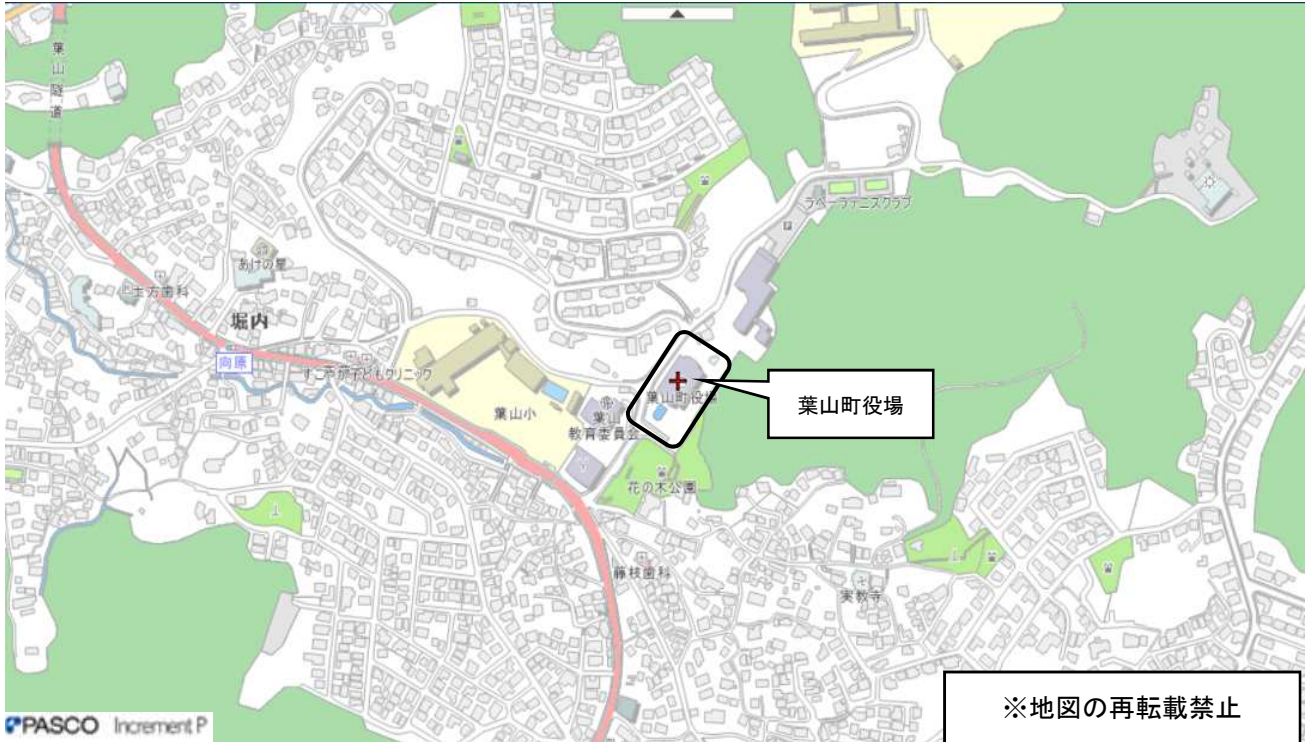 葉山隧道
ラベーラテニスクラブ
あけの星
土方歯科
堀内
向原
すこやか子どもクリニック
葉山小
葉山
教育委員会
葉山町役場
葉山町役場
花の木公園
藤枝歯科
実教寺
※地図の再転載禁止
PASCO Increment P